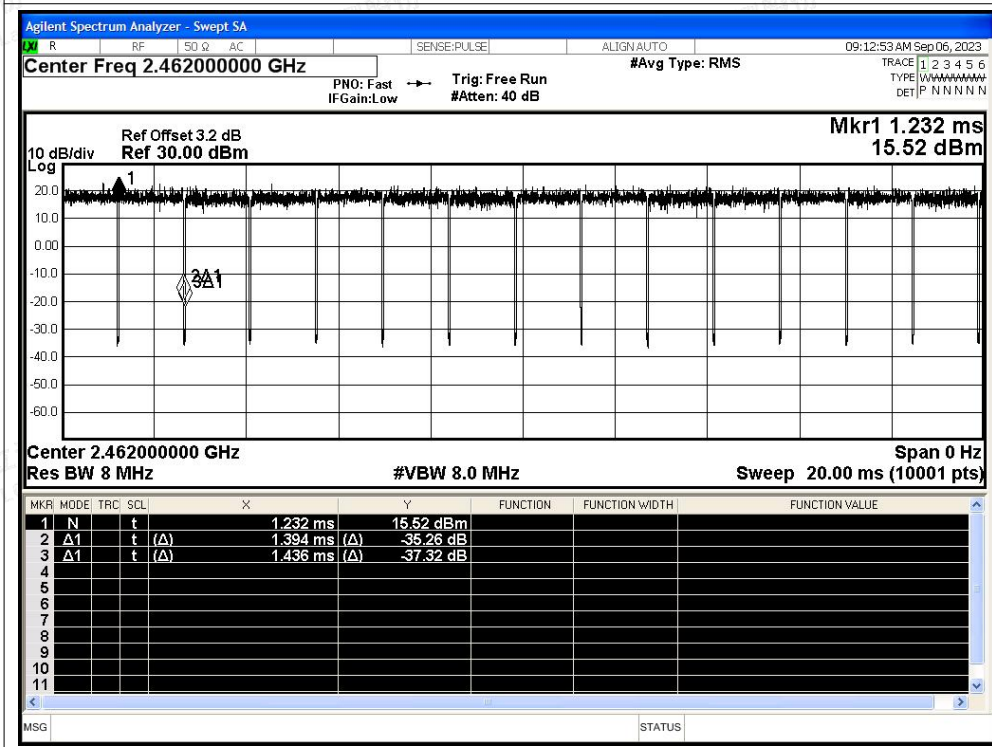 Agilent Spectrum Analyzer - Swept SA
LXI R RF 50 Ω AC SENSE:PULSE ALIGN AUTO 09:12:53 AM Sep 06, 2023
Center Freq 2.462000000 GHz
PNO: Fast
IFGain:Low
Trig: Free Run
#Atten: 40 dB
#Avg Type: RMS
TRACE 1 2 3 4 5 6
TYPE WWWWWWW
DET P N N N N N
Ref Offset 3.2 dB
10 dB/div Ref 30.00 dBm
Log
Mkr1 1.232 ms
15.52 dBm
1
20.0
10.0
0.00
-10.0
3Δ1
-20.0
-30.0
-40.0
-50.0
-60.0
Center 2.462000000 GHz Span 0 Hz
Res BW 8 MHz #VBW 8.0 MHz Sweep 20.00 ms (10001 pts)
MKR MODE TRC SCL X Y FUNCTION FUNCTION WIDTH FUNCTION VALUE
1 N t 1.232 ms 15.52 dBm
2 Δ1 t (Δ) 1.394 ms (Δ) -35.26 dB
3 Δ1 t (Δ) 1.436 ms (Δ) -37.32 dB
4
5
6
7
8
9
10
11
MSG STATUS